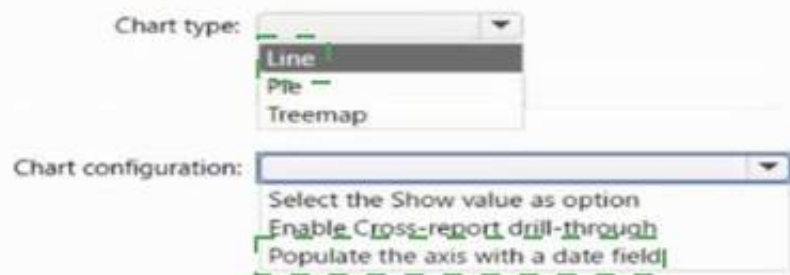 Chart type:
Line
Pie
Treemap
Chart configuration:
Select the Show value as option
Enable Cross-report drill-through
Populate the axis with a date field